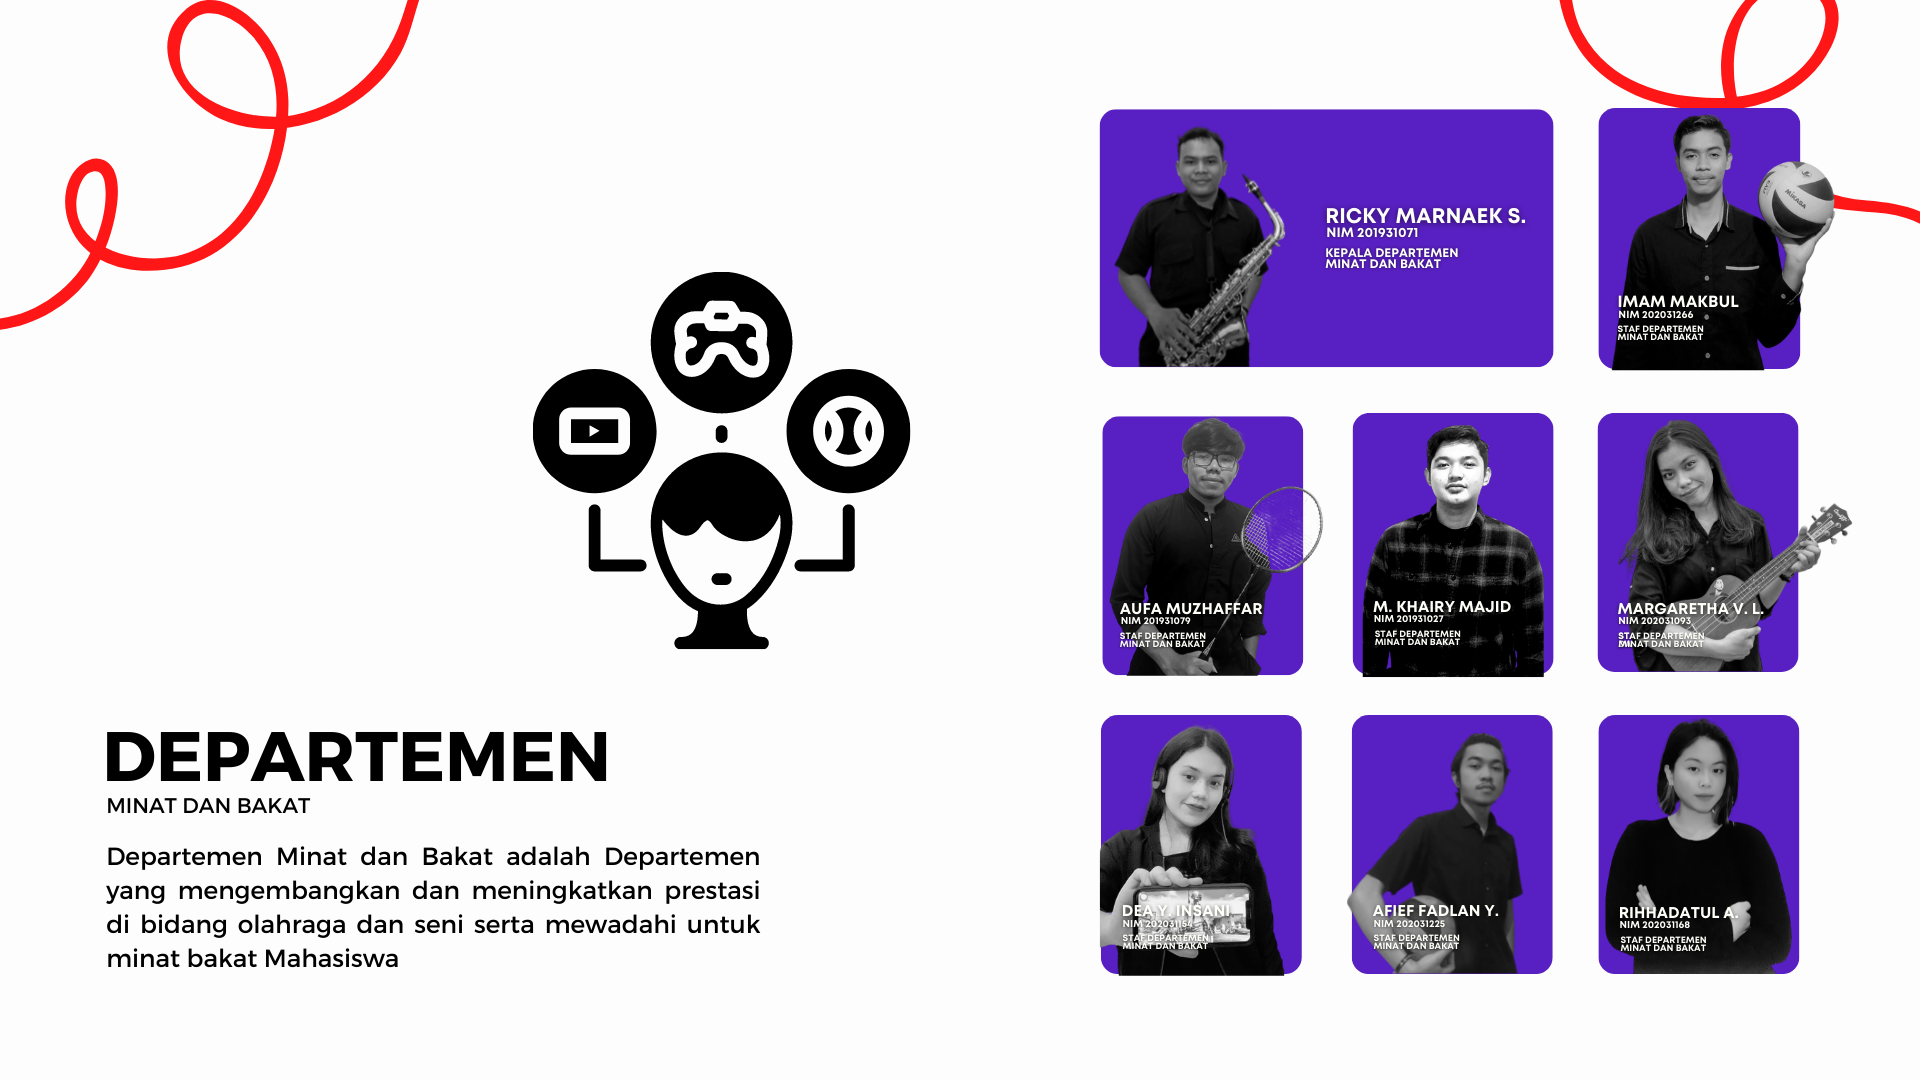 DEPARTEMEN
MINAT DAN BAKAT
Departemen Minat dan Bakat adalah Departemen
yang mengembangkan dan meningkatkan prestasi
di bidang olahraga dan seni serta mewadahi untuk
minat bakat Mahasiswa
RICKY MARNAEK S.
NIM 201931071
KEPALA DEPARTEMEN
MINAT DAN BAKAT
MIKASA
IMAM MAKBUL
NIM 202031266
STAF DEPARTEMEN
MINAT DAN BAKAT
AUFA MUZHAFFAR
NIM 201931079
STAF DEPARTEMEN
MINAT DAN BAKAT
M. KHAIRY MAJID
NIM 201931027
STAF DEPARTEMEN
MINAT DAN BAKAT
MARGARETHA V. L.
NIM 202031093
STAF DEPARTEMEN
MINAT DAN BAKAT
DEA Y. INSANI
NIM 202031154
STAF DEPARTEMEN
MINAT DAN BAKAT
AFIEF FADLAN Y.
NIM 202031225
STAF DEPARTEMEN
MINAT DAN BAKAT
RIHHADATUL A.
NIM 202031168
STAF DEPARTEMEN
MINAT DAN BAKAT